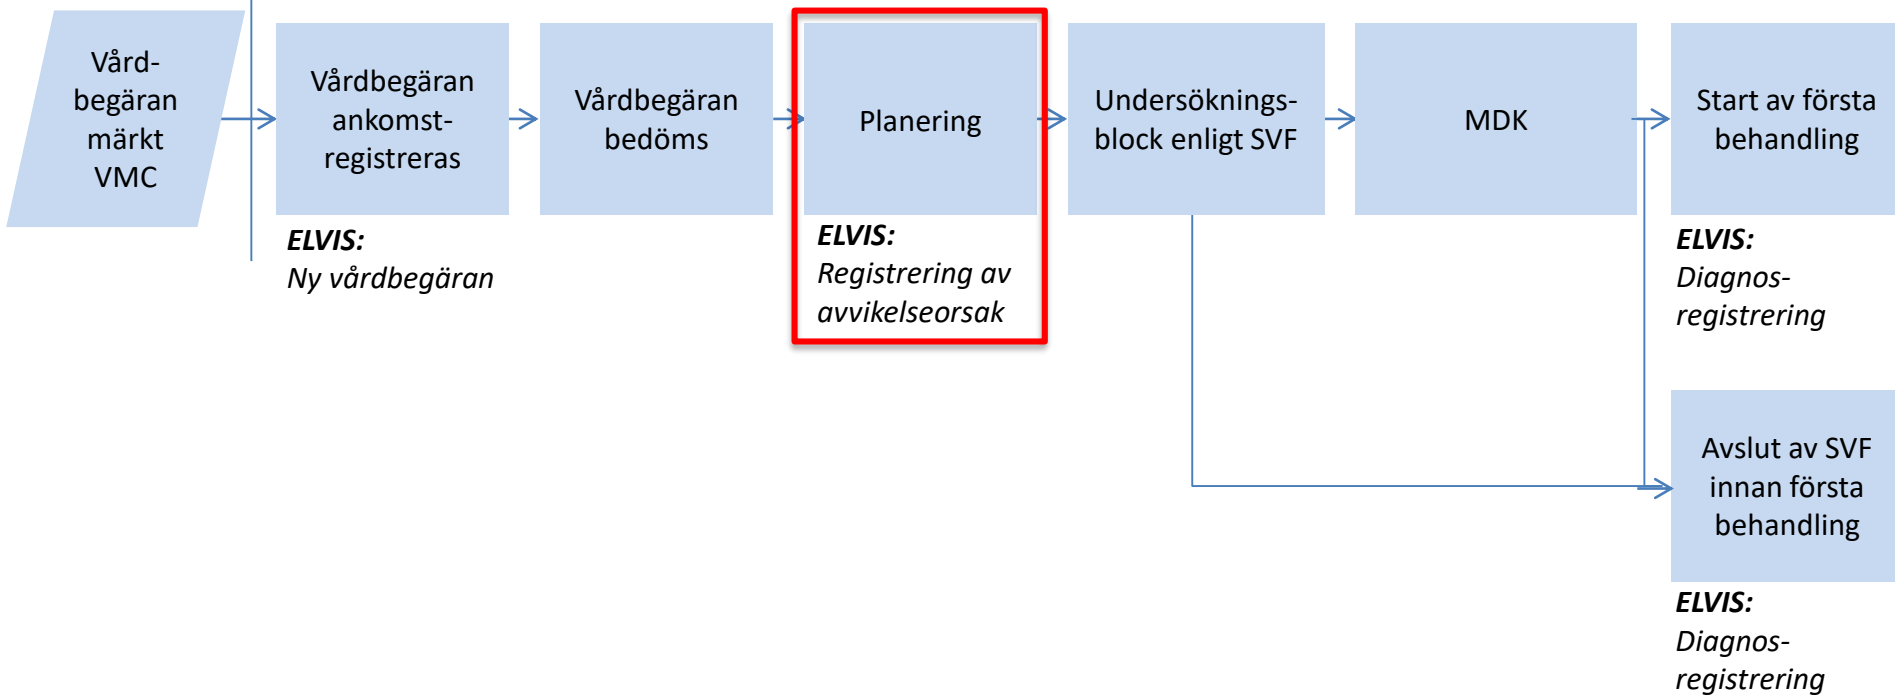 Vård-
begäran
märkt
VMC
Vårdbegäran
ankomst-
registreras
ELVIS:
Ny vårdbegäran
Vårdbegäran
bedöms
Planering
ELVIS:
Registrering av
avvikelseorsak
Undersöknings-
block enligt SVF
MDK
Start av första
behandling
ELVIS:
Diagnos-
registrering
Avslut av SVF
innan första
behandling
ELVIS:
Diagnos-
registrering